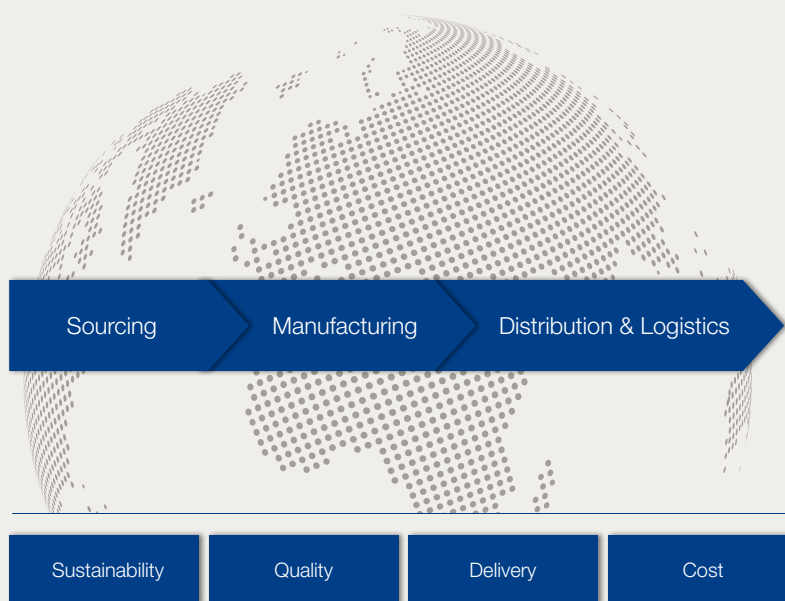 Sourcing
Manufacturing
Distribution & Logistics
Sustainability
Quality
Delivery
Cost